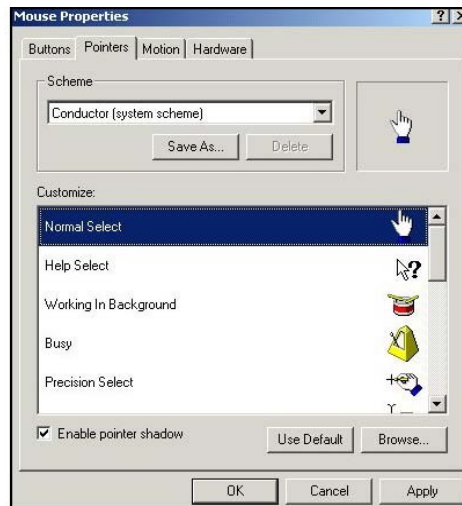 Mouse Properties
Buttons Pointers Motion Hardware
Scheme
Conductor (system scheme)
Save As... Delete
Customize:
Normal Select
Help Select
Working In Background
Busy
Precision Select
Enable pointer shadow
Use Default Browse...
OK Cancel Apply